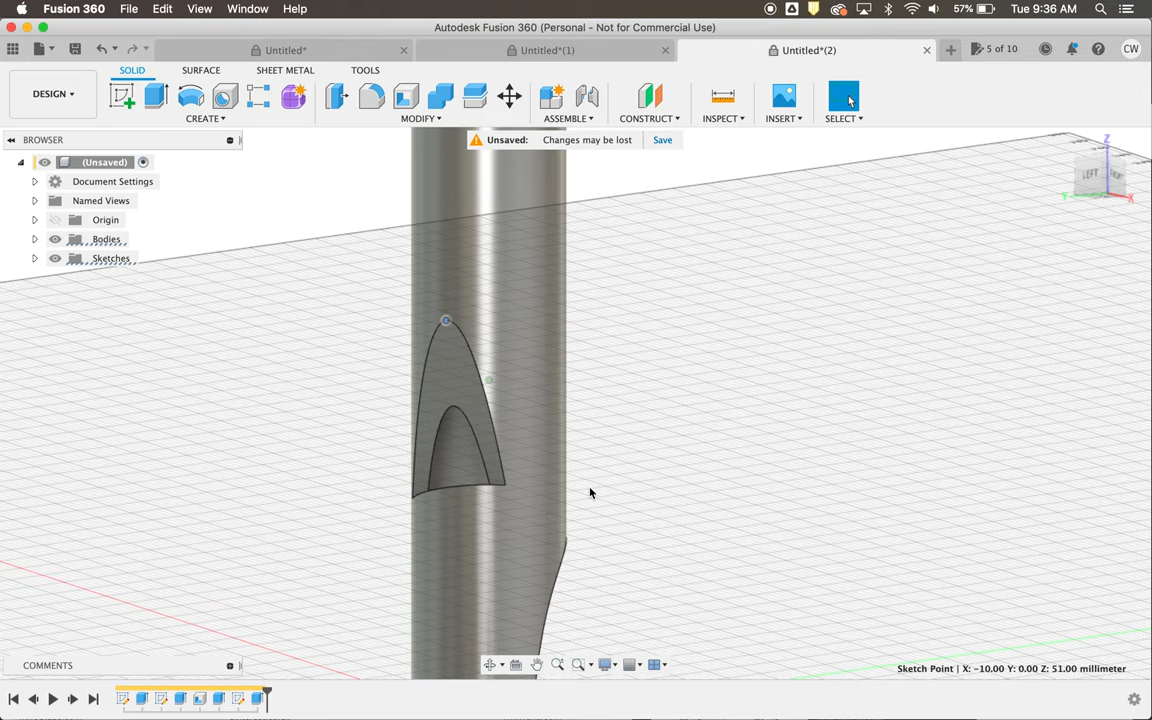 Fusion 360 File Edit View Window Help 57% Tue 9:36 AM
Autodesk Fusion 360 (Personal - Not for Commercial Use)
Untitled* Untitled*(1) Untitled*(2) 5 of 10 CW
SOLID SURFACE SHEET METAL TOOLS
DESIGN
CREATE MODIFY ASSEMBLE CONSTRUCT INSPECT INSERT SELECT
BROWSER
Unsaved: Changes may be lost Save
(Unsaved)
Document Settings
Named Views
Origin
Bodies
Sketches
Z
LEFT FRONT
Y X
COMMENTS
Sketch Point | X: -10.00 Y: 0.00 Z: 51.00 millimeter